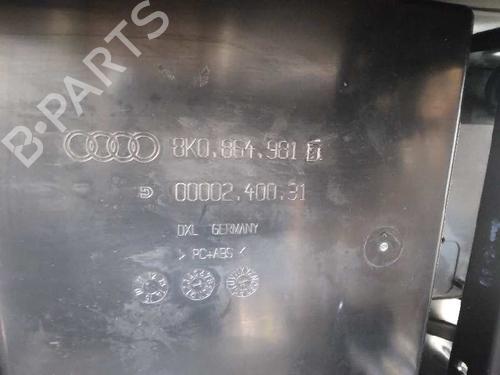 B-PARTS
8K0.864.981
00002.400.31
DXL GERMANY
> PC+ABS <